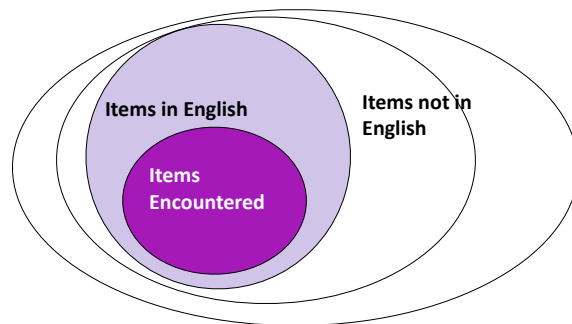 Items in English
Items not in
English
Items
Encountered